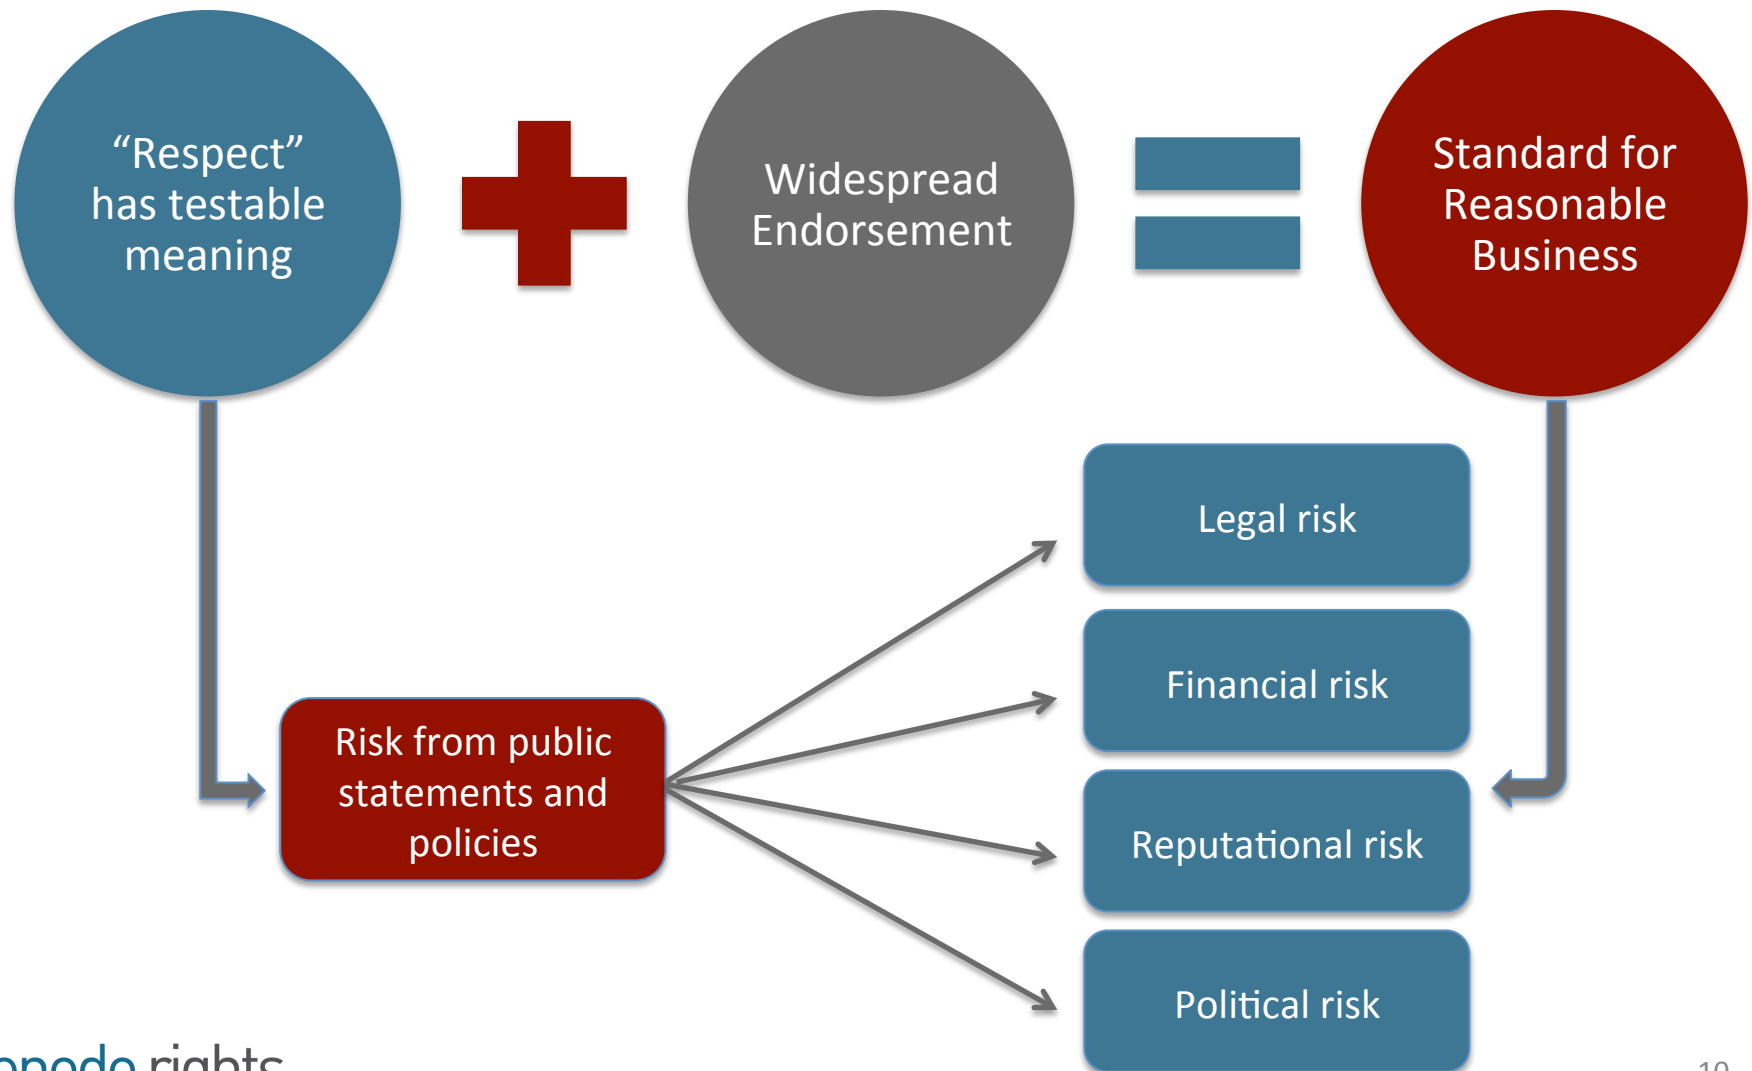 “Respect”
has testable
meaning
Widespread
Endorsement
Standard for
Reasonable
Business
Legal risk
Financial risk
Risk from public
statements and
policies
Reputational risk
Political risk
rights